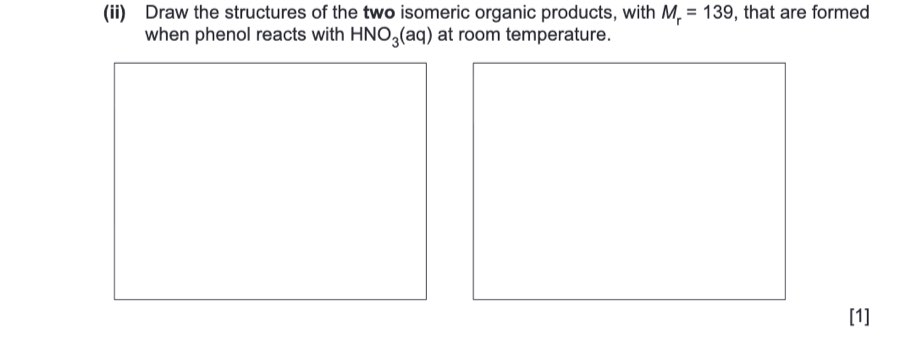 (ii) Draw the structures of the two isomeric organic products, with Mr = 139, that are formed
when phenol reacts with HNO3(aq) at room temperature.
[1]